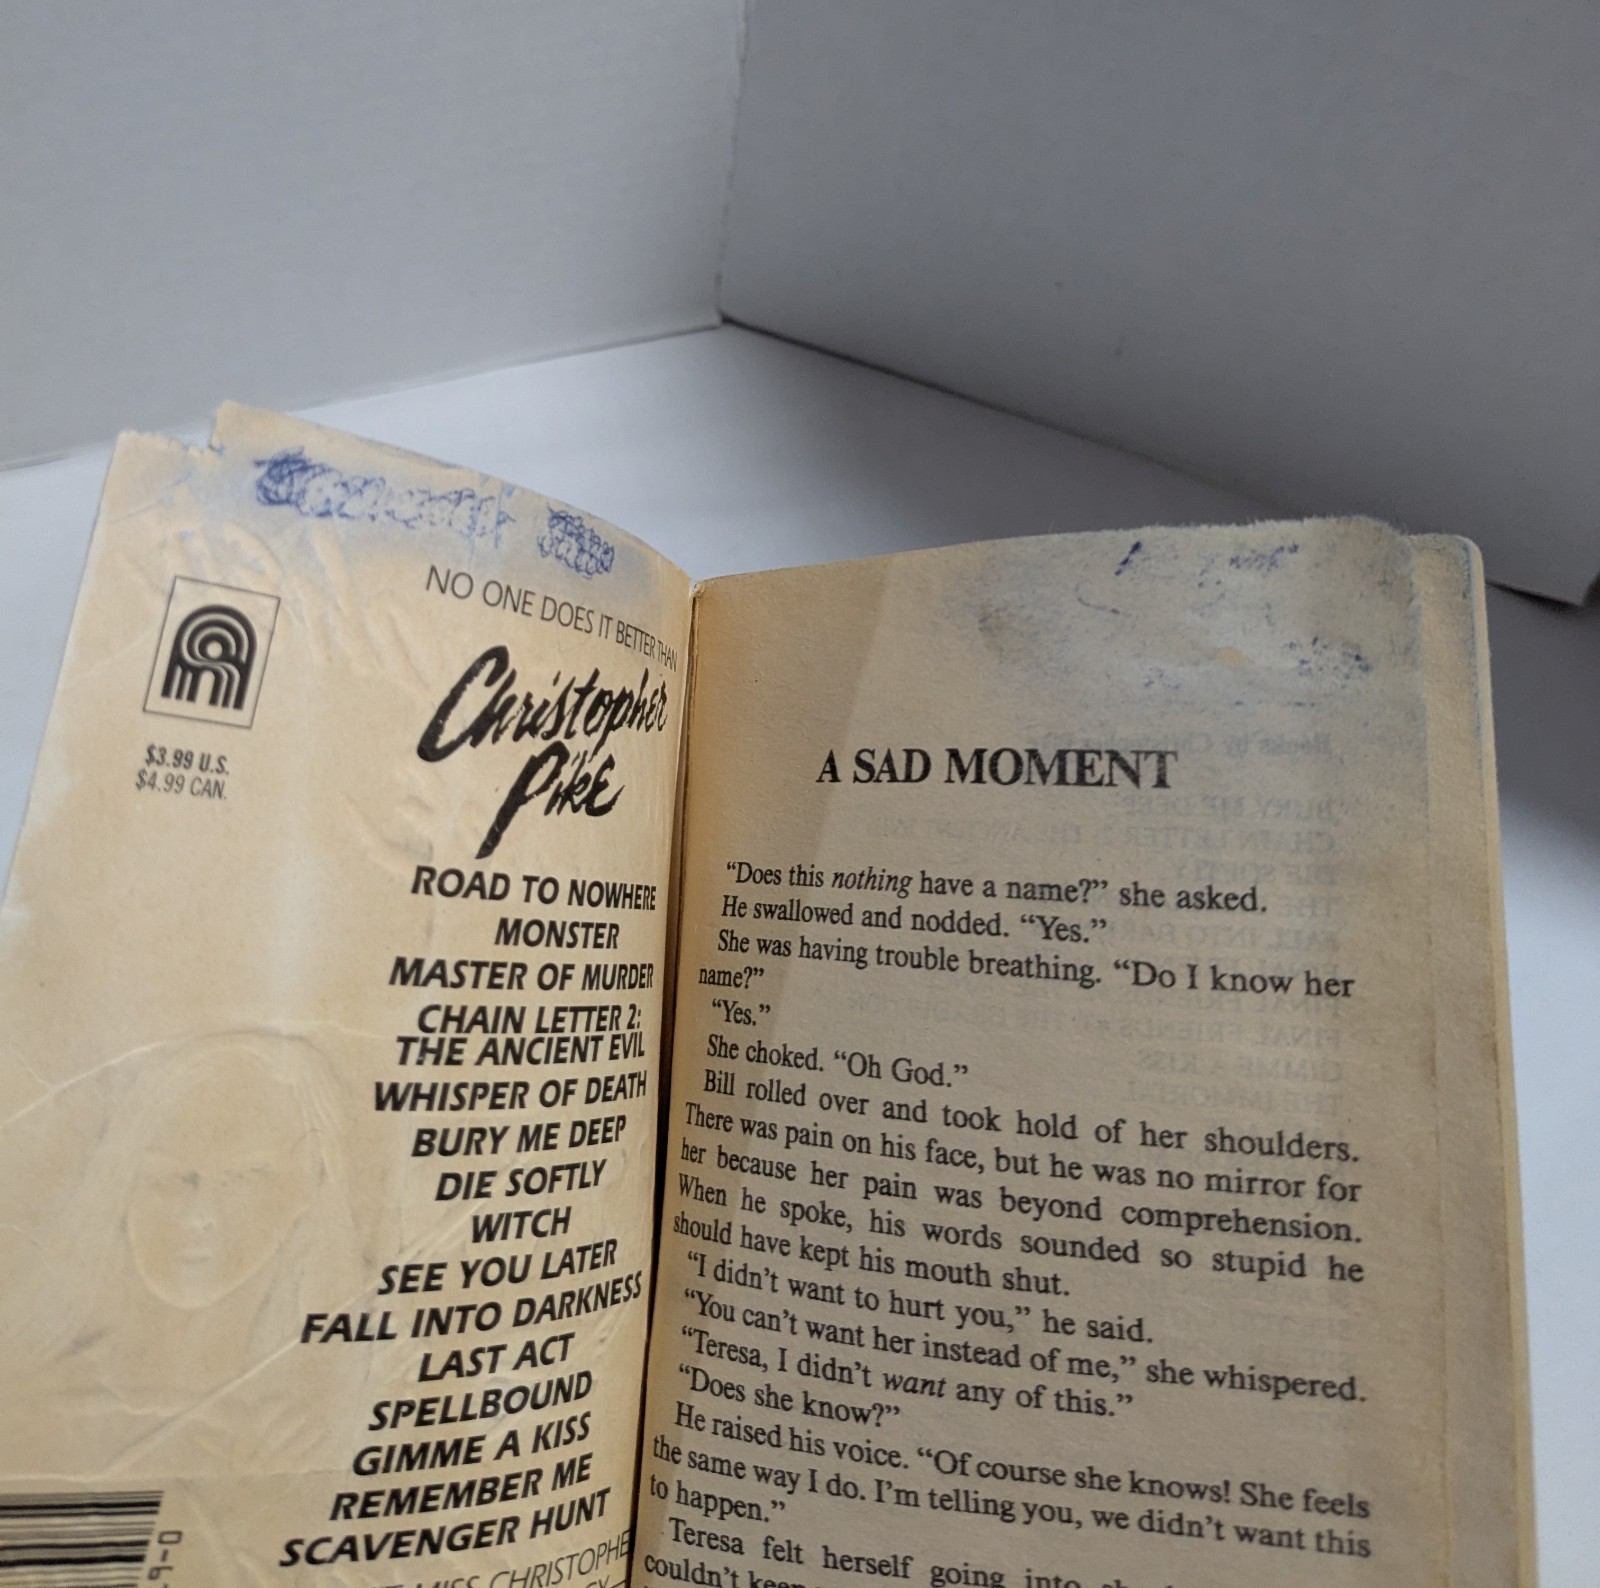 NO ONE DOES IT BETTER THAN
Christopher
Pike
$3.99 U.S.
$4.99 CAN.
ROAD TO NOWHERE
MONSTER
MASTER OF MURDER
CHAIN LETTER 2:
THE ANCIENT EVIL
WHISPER OF DEATH
BURY ME DEEP
DIE SOFTLY
WITCH
SEE YOU LATER
FALL INTO DARKNESS
LAST ACT
SPELLBOUND
GIMME A KISS
REMEMBER ME
SCAVENGER HUNT
MISS CHRISTOPHE
A SAD MOMENT
“Does this nothing have a name?” she asked.
He swallowed and nodded. “Yes.”
She was having trouble breathing. “Do I know her
name?”
“Yes.”
She choked. “Oh God.”
Bill rolled over and took hold of her shoulders.
There was pain on his face, but he was no mirror for
her because her pain was beyond comprehension.
When he spoke, his words sounded so stupid he
should have kept his mouth shut.
“I didn’t want to hurt you,” he said.
“You can’t want her instead of me,” she whispered.
“Teresa, I didn’t want any of this.”
“Does she know?”
He raised his voice. “Of course she knows! She feels
the same way I do. I’m telling you, we didn’t want this
to happen.”
Teresa felt herself going into
couldn’t